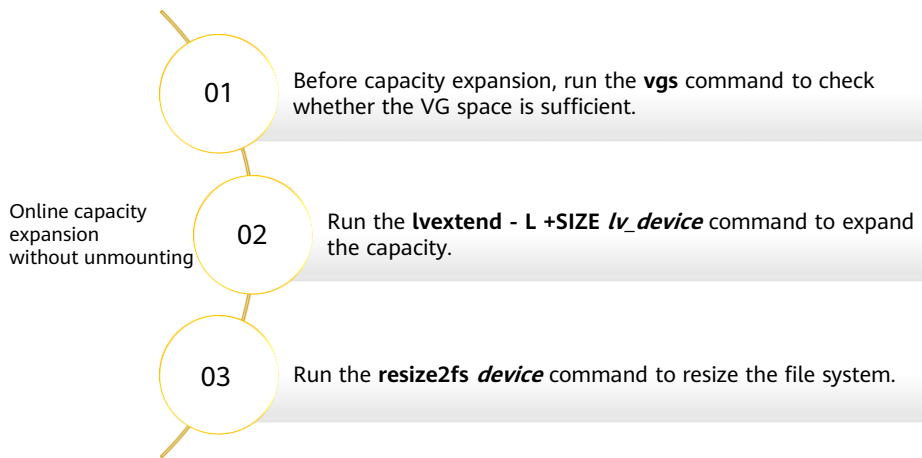 01
Before capacity expansion, run the vgs command to check
whether the VG space is sufficient.
Online capacity
expansion
without unmounting
02
Run the lvextend - L +SIZE lv_device command to expand
the capacity.
03
Run the resize2fs device command to resize the file system.